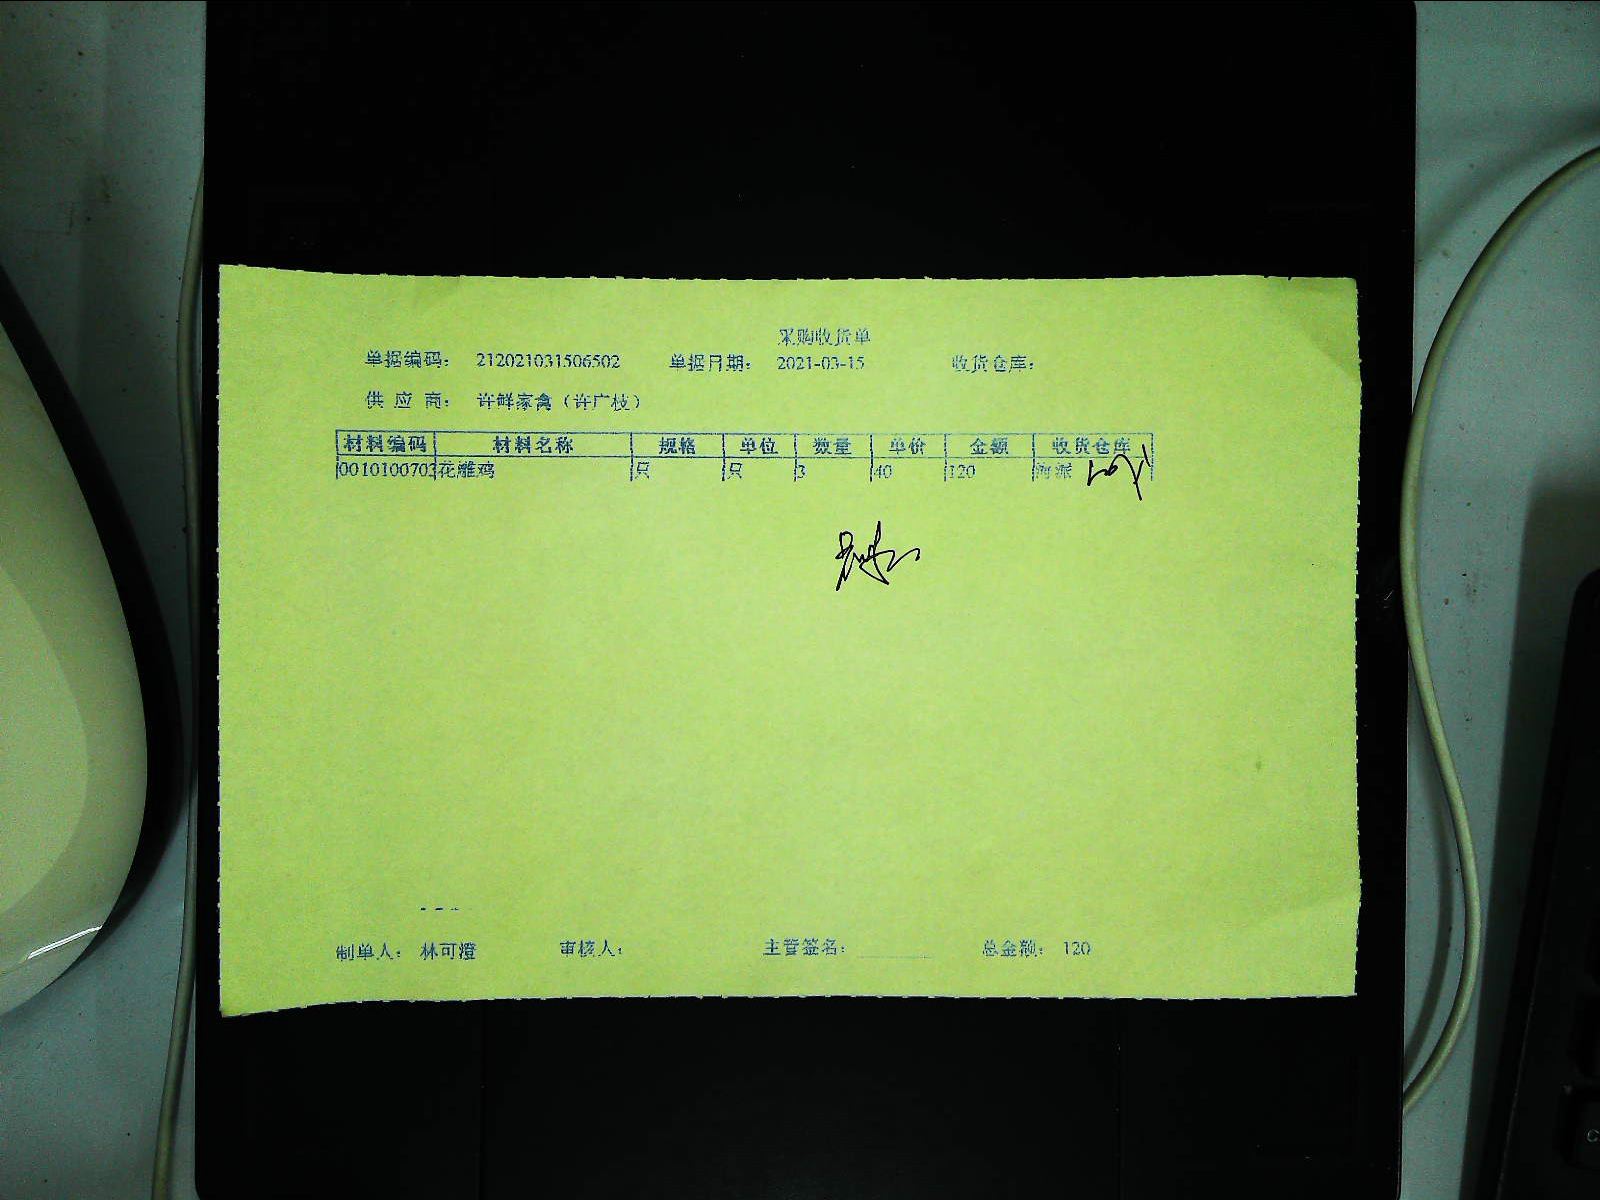 采购收货单
单据编码： 212021031506502 单据日期： 2021-03-15 收货仓库：
供 应 商： 许鲜家禽（许广枝）
材料编码 材料名称 规格 单位 数量 单价 金额 收货仓库
0010100703 花雕鸡 只 只 3 40 120 海派
制单人： 林可澄 审核人： 主管签名： 总金额： 120